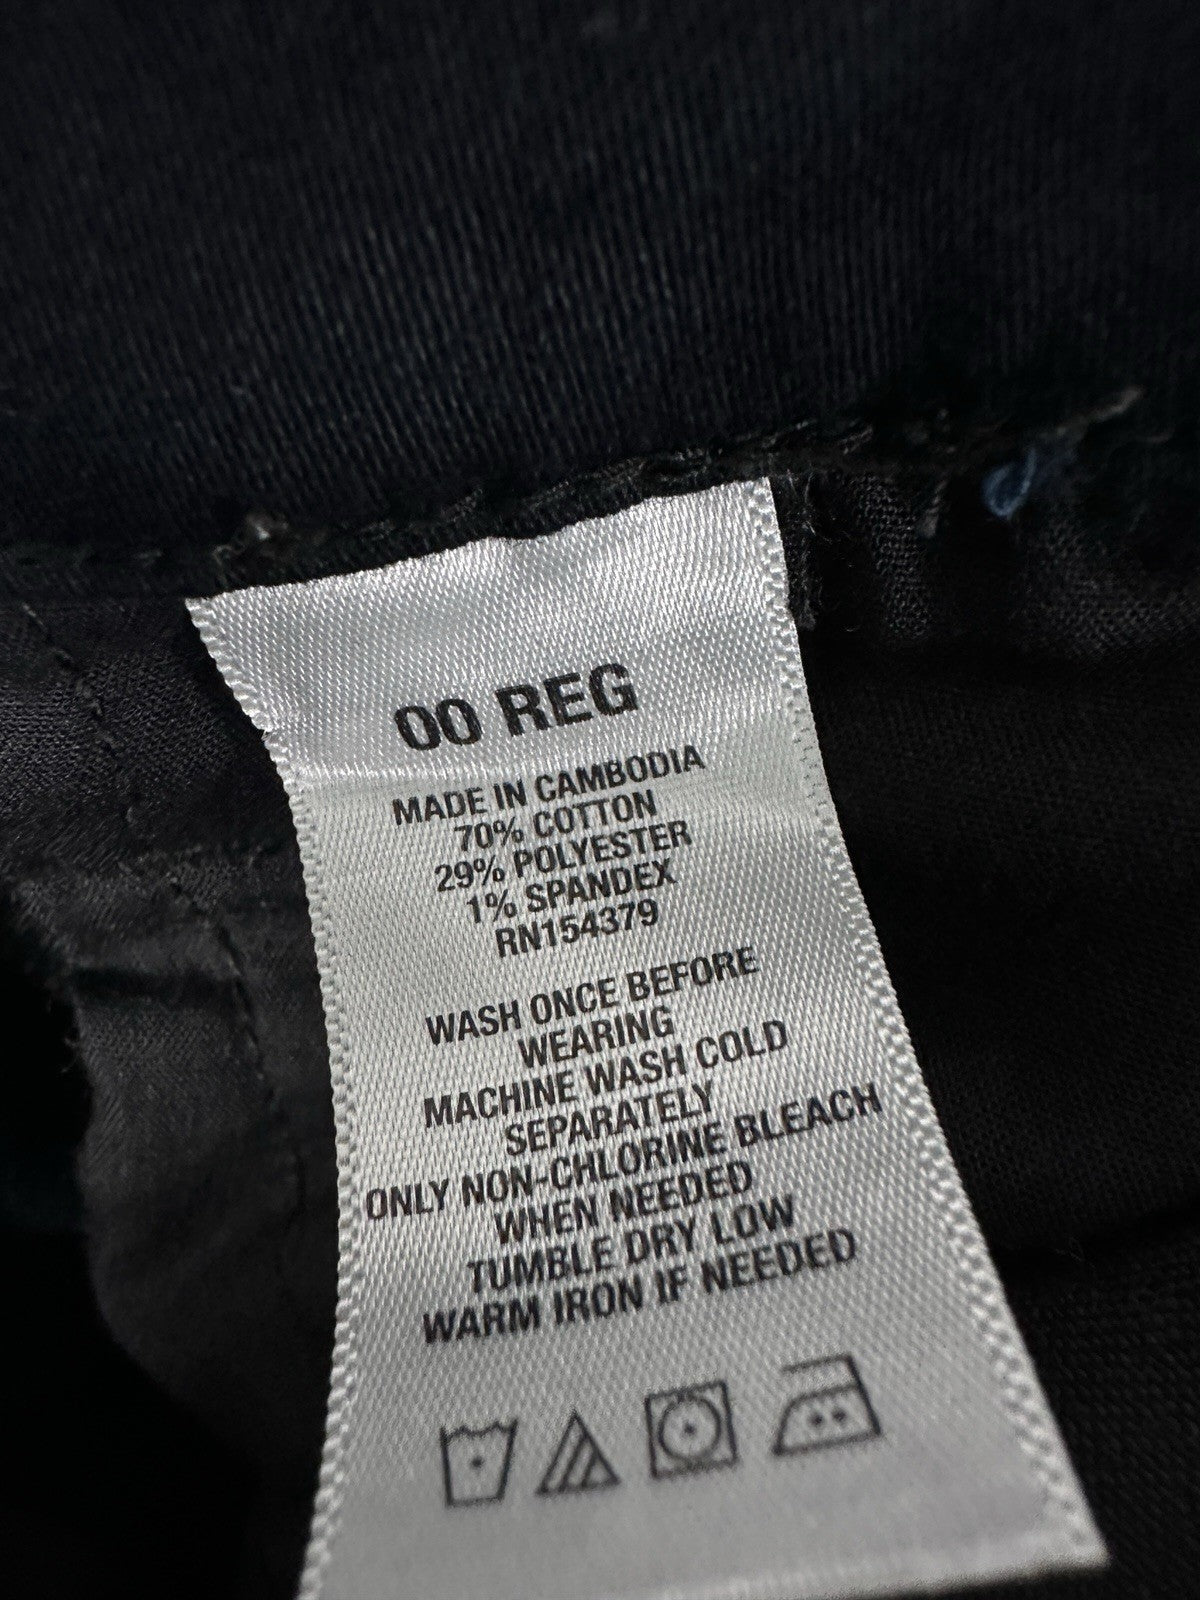 00 REG
MADE IN CAMBODIA
70% COTTON
29% POLYESTER
1% SPANDEX
RN154379
WASH ONCE BEFORE
WEARING
MACHINE WASH COLD
SEPARATELY
ONLY NON-CHLORINE BLEACH
WHEN NEEDED
TUMBLE DRY LOW
WARM IRON IF NEEDED